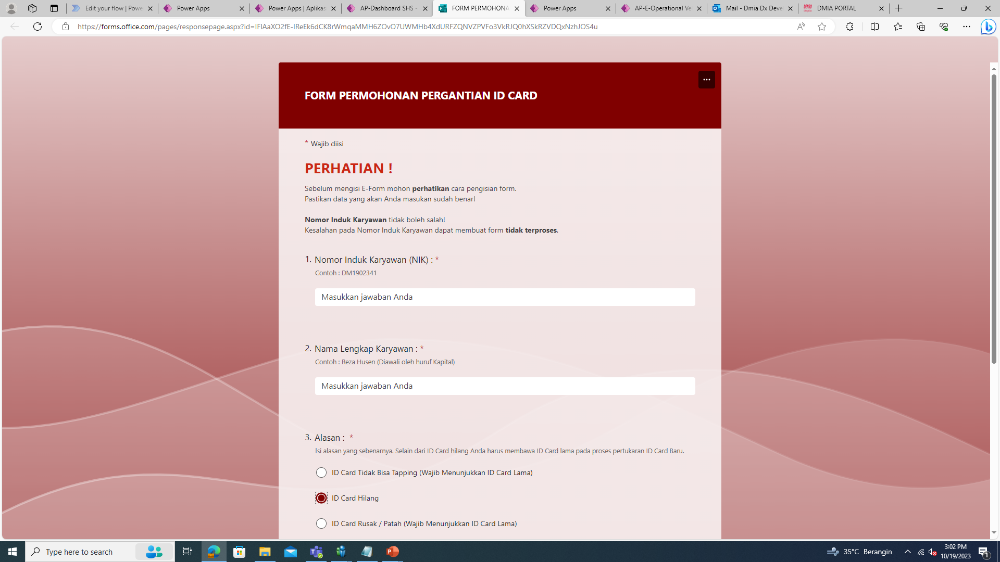 Edit your flow | Powe
Power Apps
Power Apps | Aplikas
AP-Dashboard SHS -
FORM PERMOHONA
Power Apps
AP-E-Operational Ve
Mail - Dmia Dx Deve
DENSO
DMIA PORTAL
https://forms.office.com/pages/responsepage.aspx?id=IFIAaXO2fE-IReEk6dCK8rWmqaMMH6ZOvO7UWMHb4XdURFZQNVZPVFo3VkRJQ0hXSkRZVDQxNzhJOS4u
FORM PERMOHONAN PERGANTIAN ID CARD
* Wajib diisi
PERHATIAN !
Sebelum mengisi E-Form mohon perhatikan cara pengisian form.
Pastikan data yang akan Anda masukan sudah benar!
Nomor Induk Karyawan tidak boleh salah!
Kesalahan pada Nomor Induk Karyawan dapat membuat form tidak terproses.
1. Nomor Induk Karyawan (NIK) : *
Contoh : DM1902341
Masukkan jawaban Anda
2. Nama Lengkap Karyawan : *
Contoh : Reza Husen (Diawali oleh huruf Kapital)
Masukkan jawaban Anda
3. Alasan : *
Isi alasan yang sebenarnya. Selain dari ID Card hilang Anda harus membawa ID Card lama pada proses pertukaran ID Card Baru.
ID Card Tidak Bisa Tapping (Wajib Menunjukkan ID Card Lama)
ID Card Hilang
ID Card Rusak / Patah (Wajib Menunjukkan ID Card Lama)
Type here to search
35°C Berangin
3:02 PM
10/19/2023
1